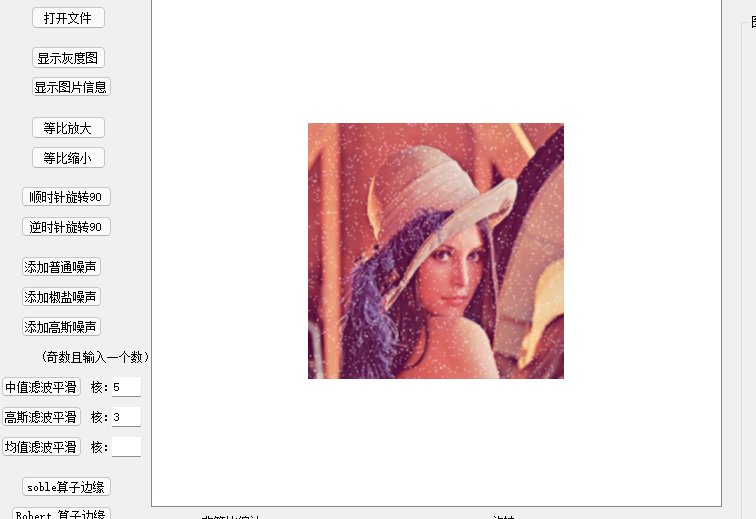 打开文件
显示灰度图
显示图片信息
等比放大
等比缩小
顺时针旋转90
逆时针旋转90
添加普通噪声
添加椒盐噪声
添加高斯噪声
(奇数且输入一个数)
中值滤波平滑 核: 5
高斯滤波平滑 核: 3
均值滤波平滑 核:
soble算子边缘
Robert 算子边缘